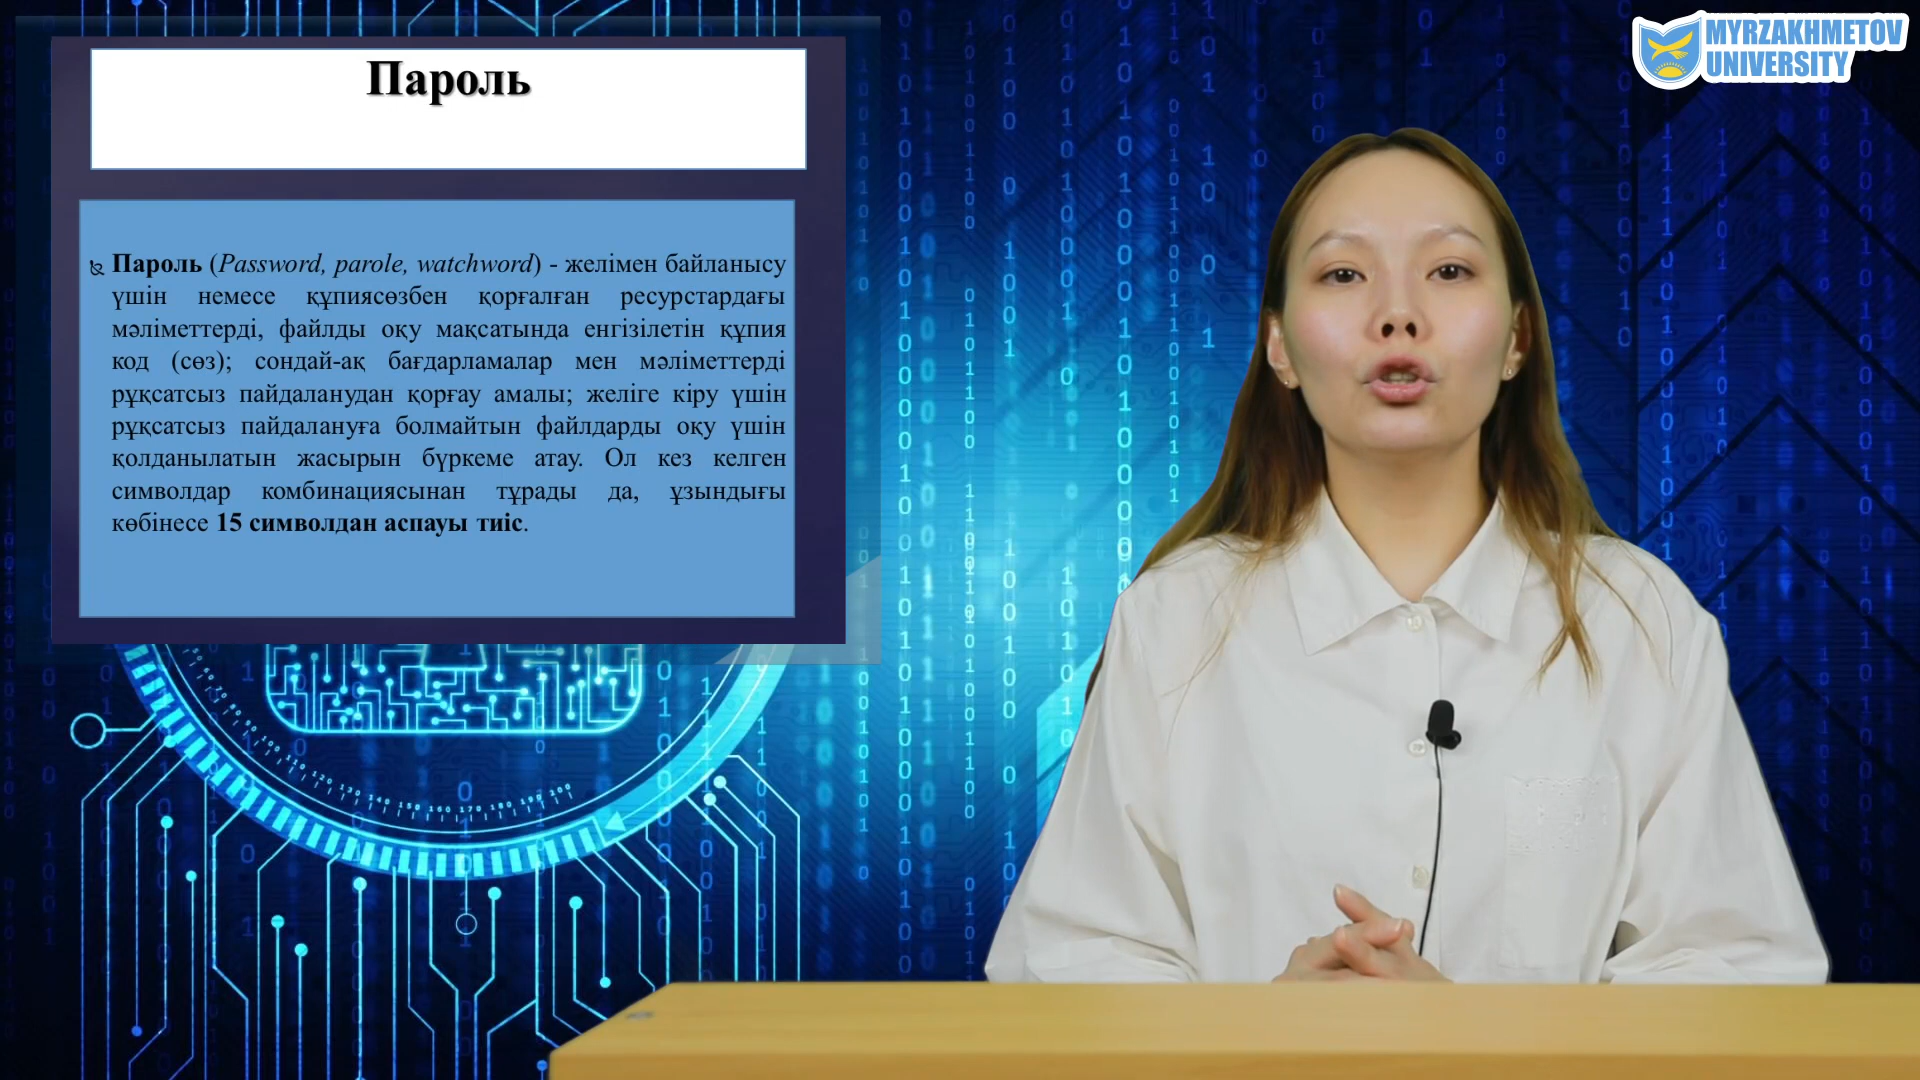 Пароль
Пароль (Password, parole, watchword) - желімен байланысу
үшін немесе құпиясөзбен қорғалған ресурстардағы
мәліметтерді, файлды оқу мақсатында енгізілетін құпия
код (сөз); сондай-ақ бағдарламалар мен мәліметтерді
рұқсатсыз пайдаланудан қорғау амалы; желіге кіру үшін
рұқсатсыз пайдалануға болмайтын файлдарды оқу үшін
қолданылатын жасырын бүркеме атау. Ол кез келген
символдар комбинациясынан тұрады да, ұзындығы
көбінесе 15 символдан аспауы тиіс.
MYRZAKHMETOV
UNIVERSITY